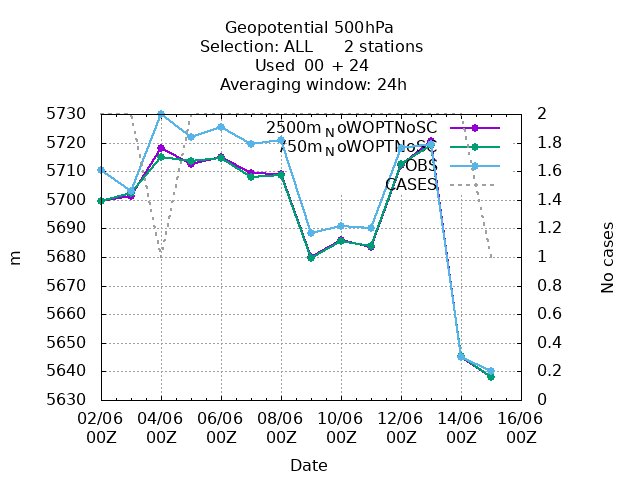 Geopotential 500hPa
Selection: ALL 2 stations
Used 00 + 24
Averaging window: 24h
5730
5720
5710
5700
5690
5680
5670
5660
5650
5640
5630
m
2
1.8
1.6
1.4
1.2
1
0.8
0.6
0.4
0.2
0
No cases
2500m NoWOPTNoSC
750m NoWOPTNoSC
OBS
CASES
02/06 04/06 06/06 08/06 10/06 12/06 14/06 16/06
00Z 00Z 00Z 00Z 00Z 00Z 00Z 00Z
Date